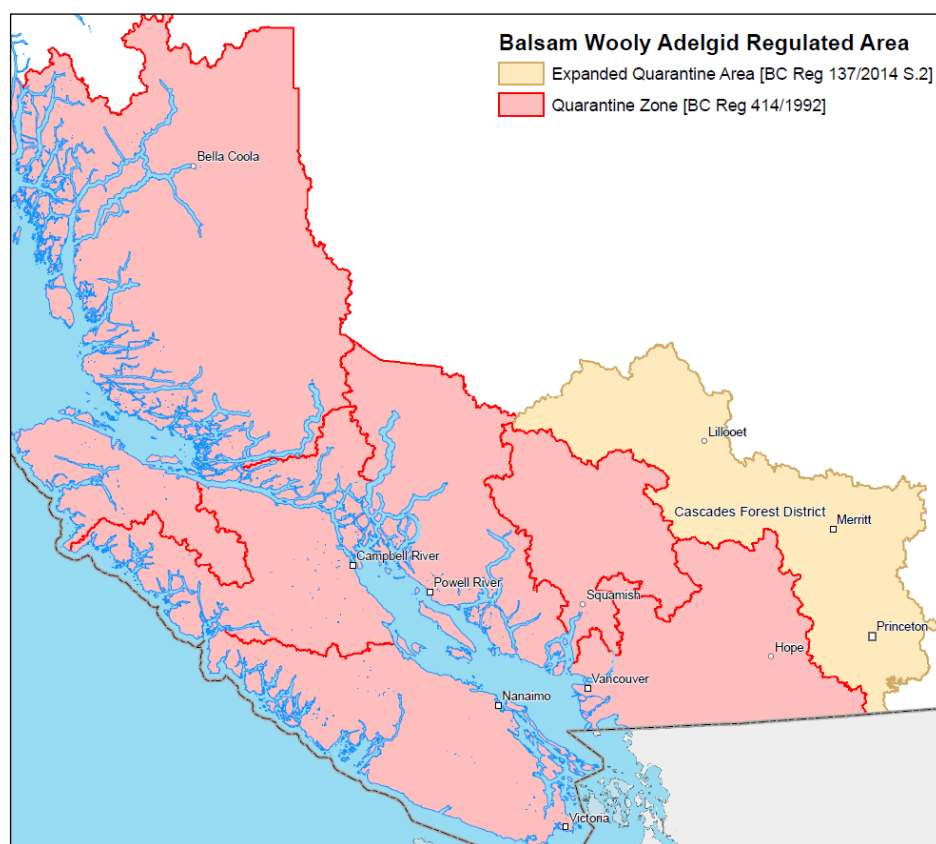 Balsam Wooly Adelgid Regulated Area
Expanded Quarantine Area [BC Reg 137/2014 S.2]
Quarantine Zone [BC Reg 414/1992]
Bella Coola
Lillooet
Cascades Forest District
Merritt
Campbell River
Powell River
Squamish
Princeton
Hope
Vancouver
Nanaimo
Victoria